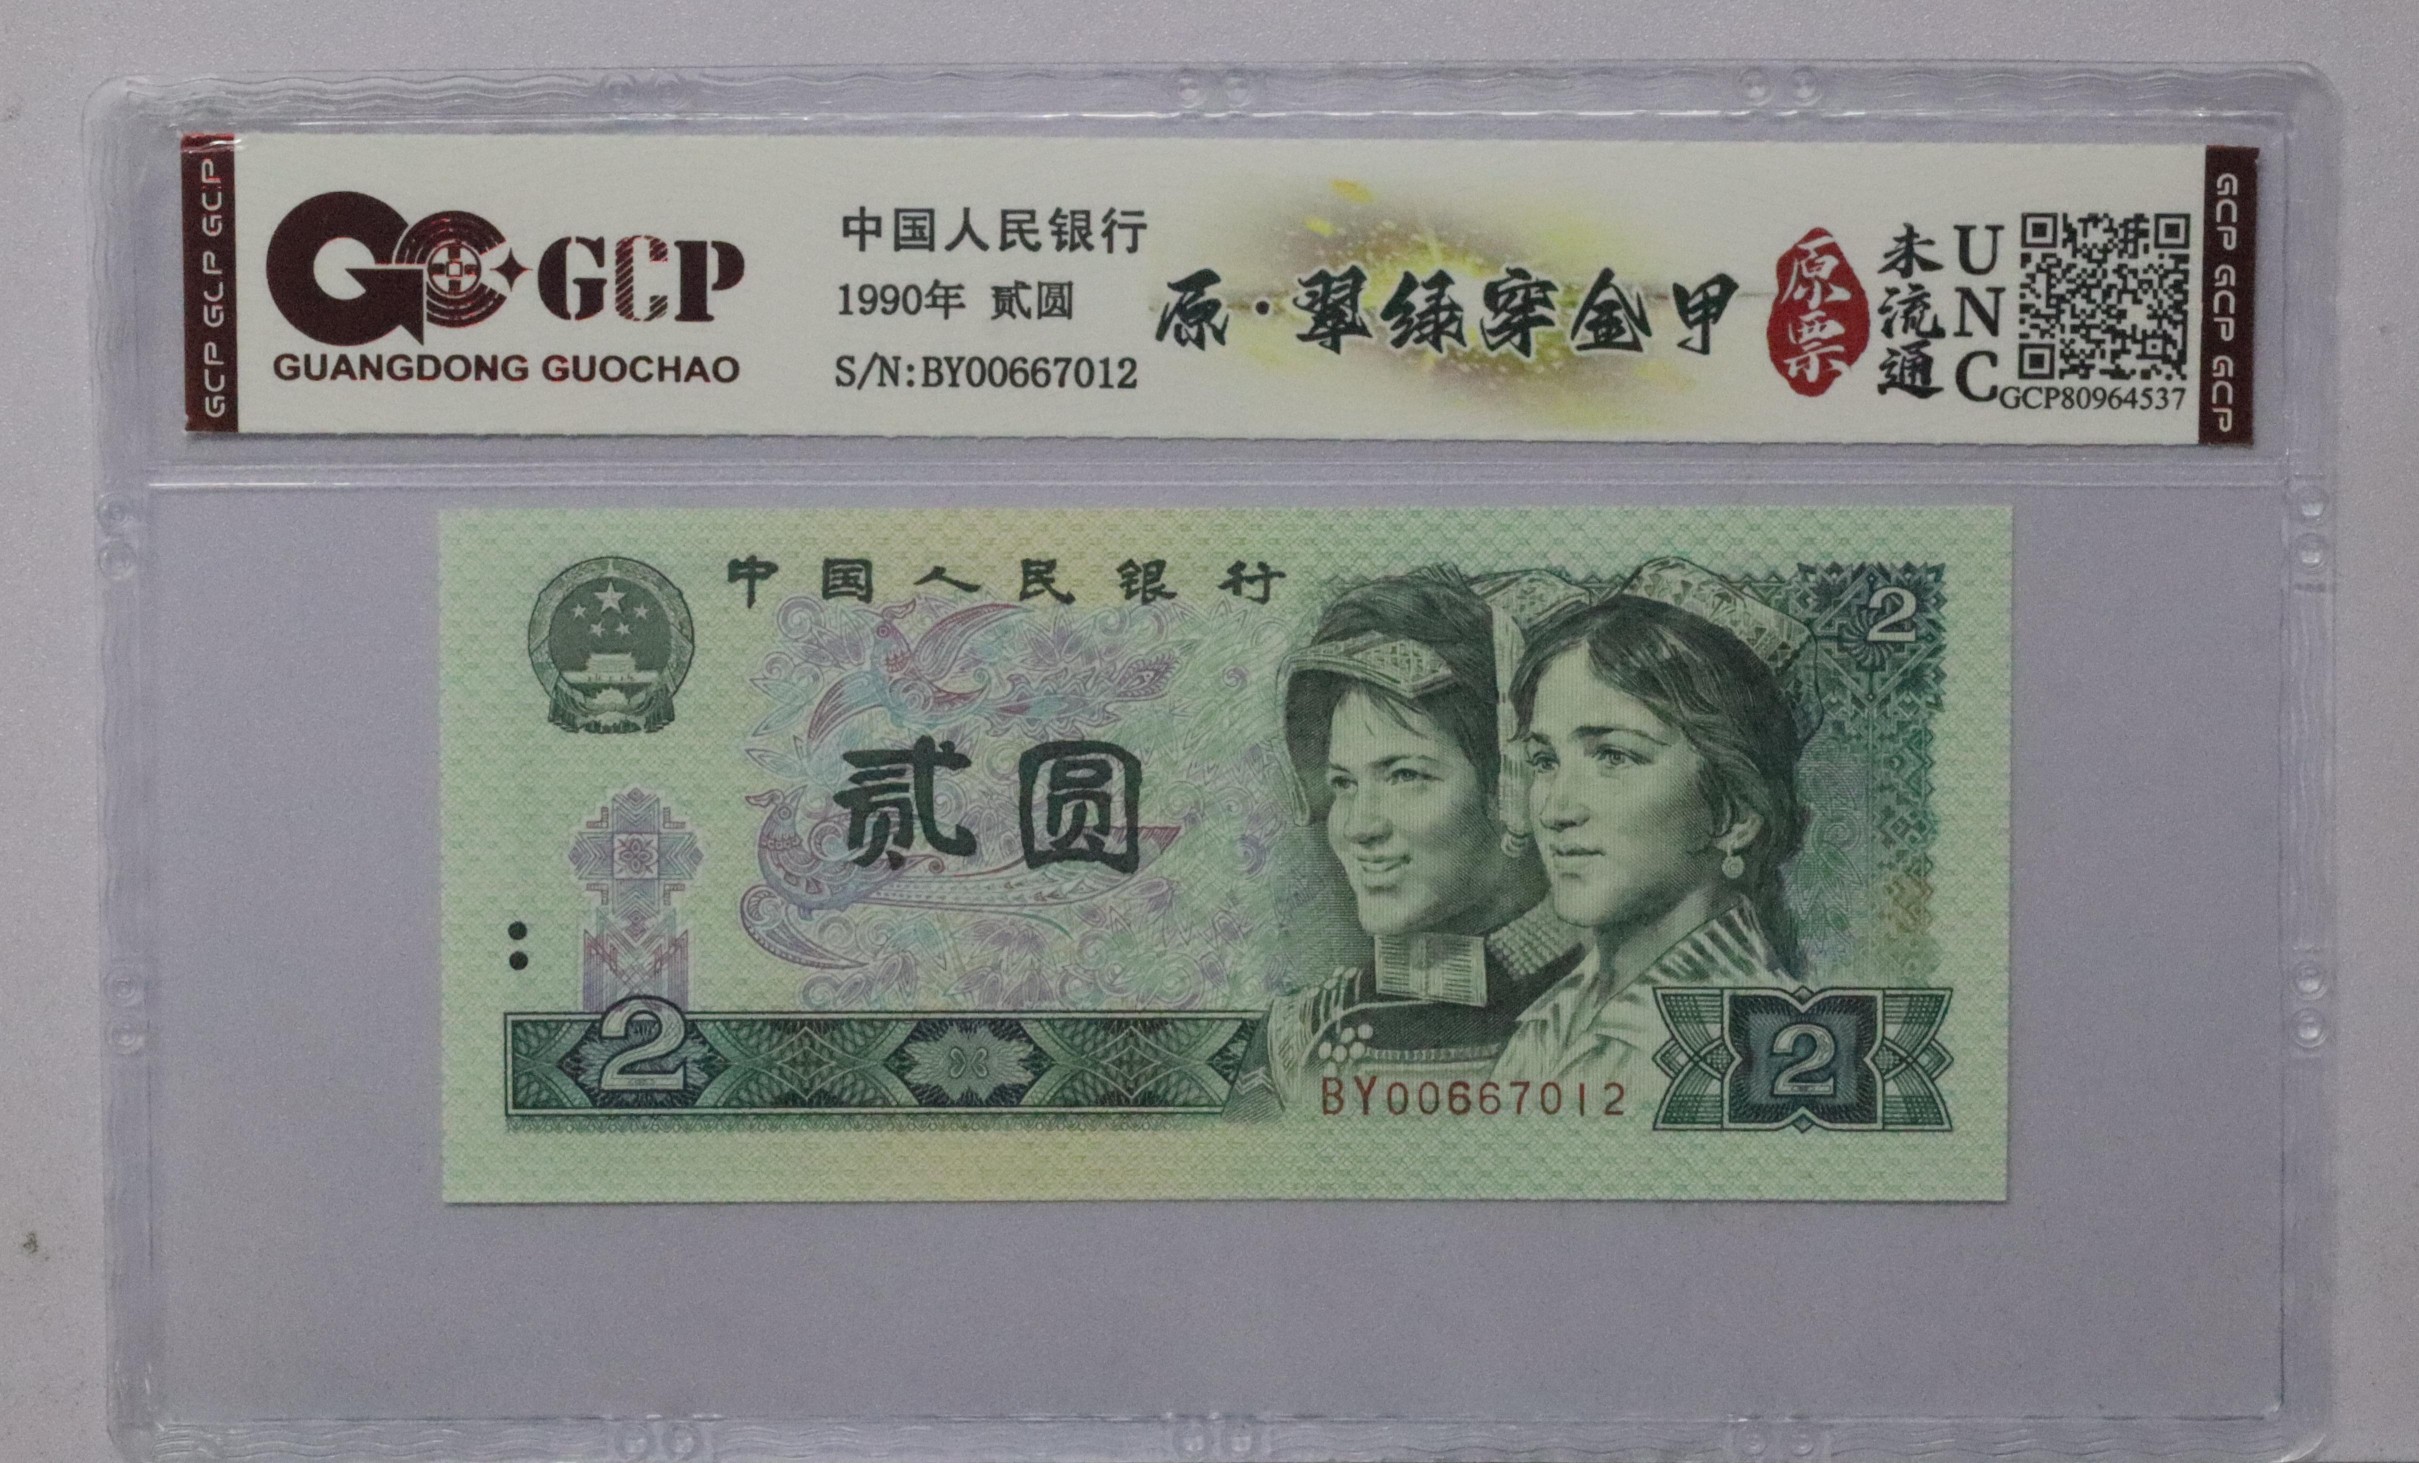 GCP GCP GCP
GCP
GUANGDONG GUOCHAO
中国人民银行
1990年 贰圆
S/N:BY00667012
原·翠绿穿金甲
原票
未流通
UNC
GCP80964537
GCP GCP GCP
中国人民银行
2
贰圆
2
2
BY00667012